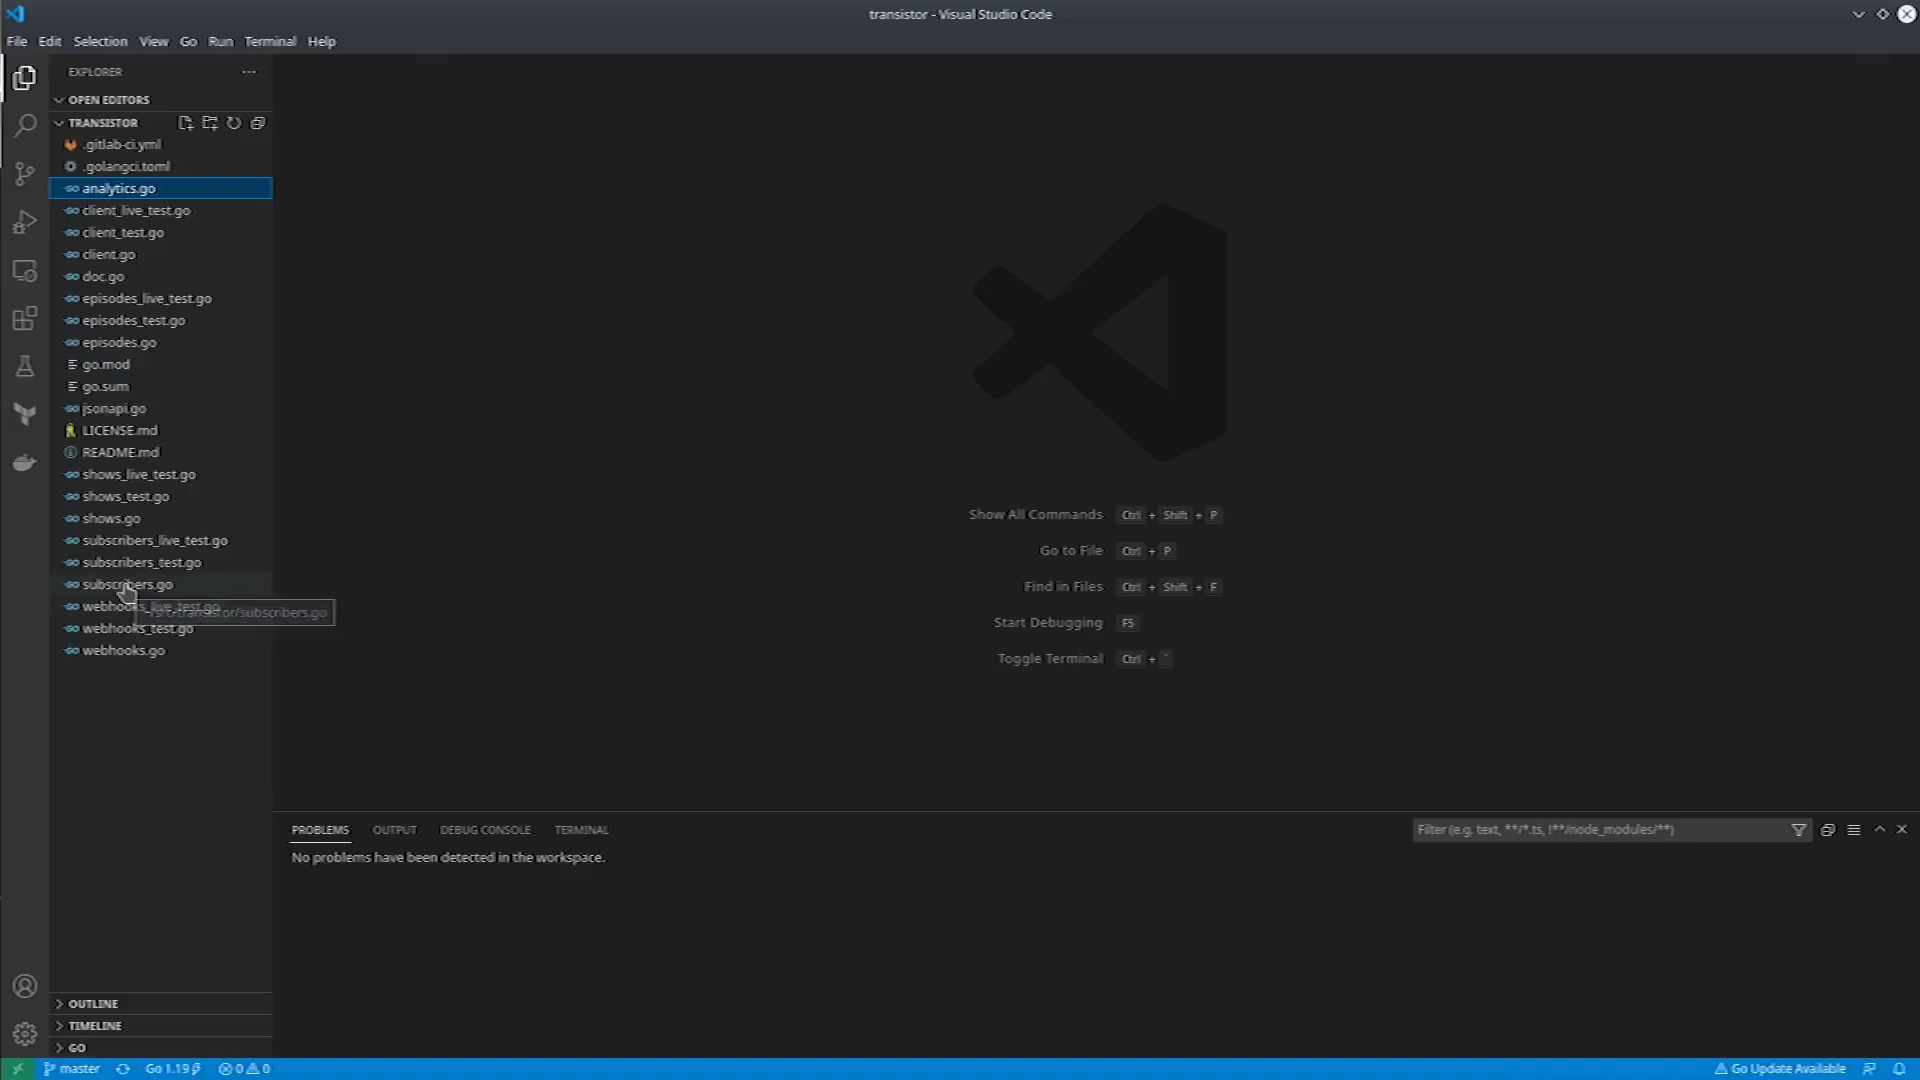 transistor - Visual Studio Code
File Edit Selection View Go Run Terminal Help
EXPLORER
OPEN EDITORS
TRANSISTOR
.gitlab-ci.yml
.golangci.toml
analytics.go
client_live_test.go
client_test.go
client.go
doc.go
episodes_live_test.go
episodes_test.go
episodes.go
go.mod
go.sum
jsonapi.go
LICENSE.md
README.md
shows_live_test.go
shows_test.go
shows.go
subscribers_live_test.go
subscribers_test.go
subscribers.go
webhooks_live_test.go
~/src/transistor/subscribers.go
webhooks_test.go
webhooks.go
Show All Commands Ctrl + Shift + P
Go to File Ctrl + P
Find in Files Ctrl + Shift + F
Start Debugging F5
Toggle Terminal Ctrl + `
PROBLEMS OUTPUT DEBUG CONSOLE TERMINAL
Filter (e.g. text, **/*.ts, !**/node_modules/**)
No problems have been detected in the workspace.
OUTLINE
TIMELINE
GO
master Go 1.19 0 0 Go Update Available